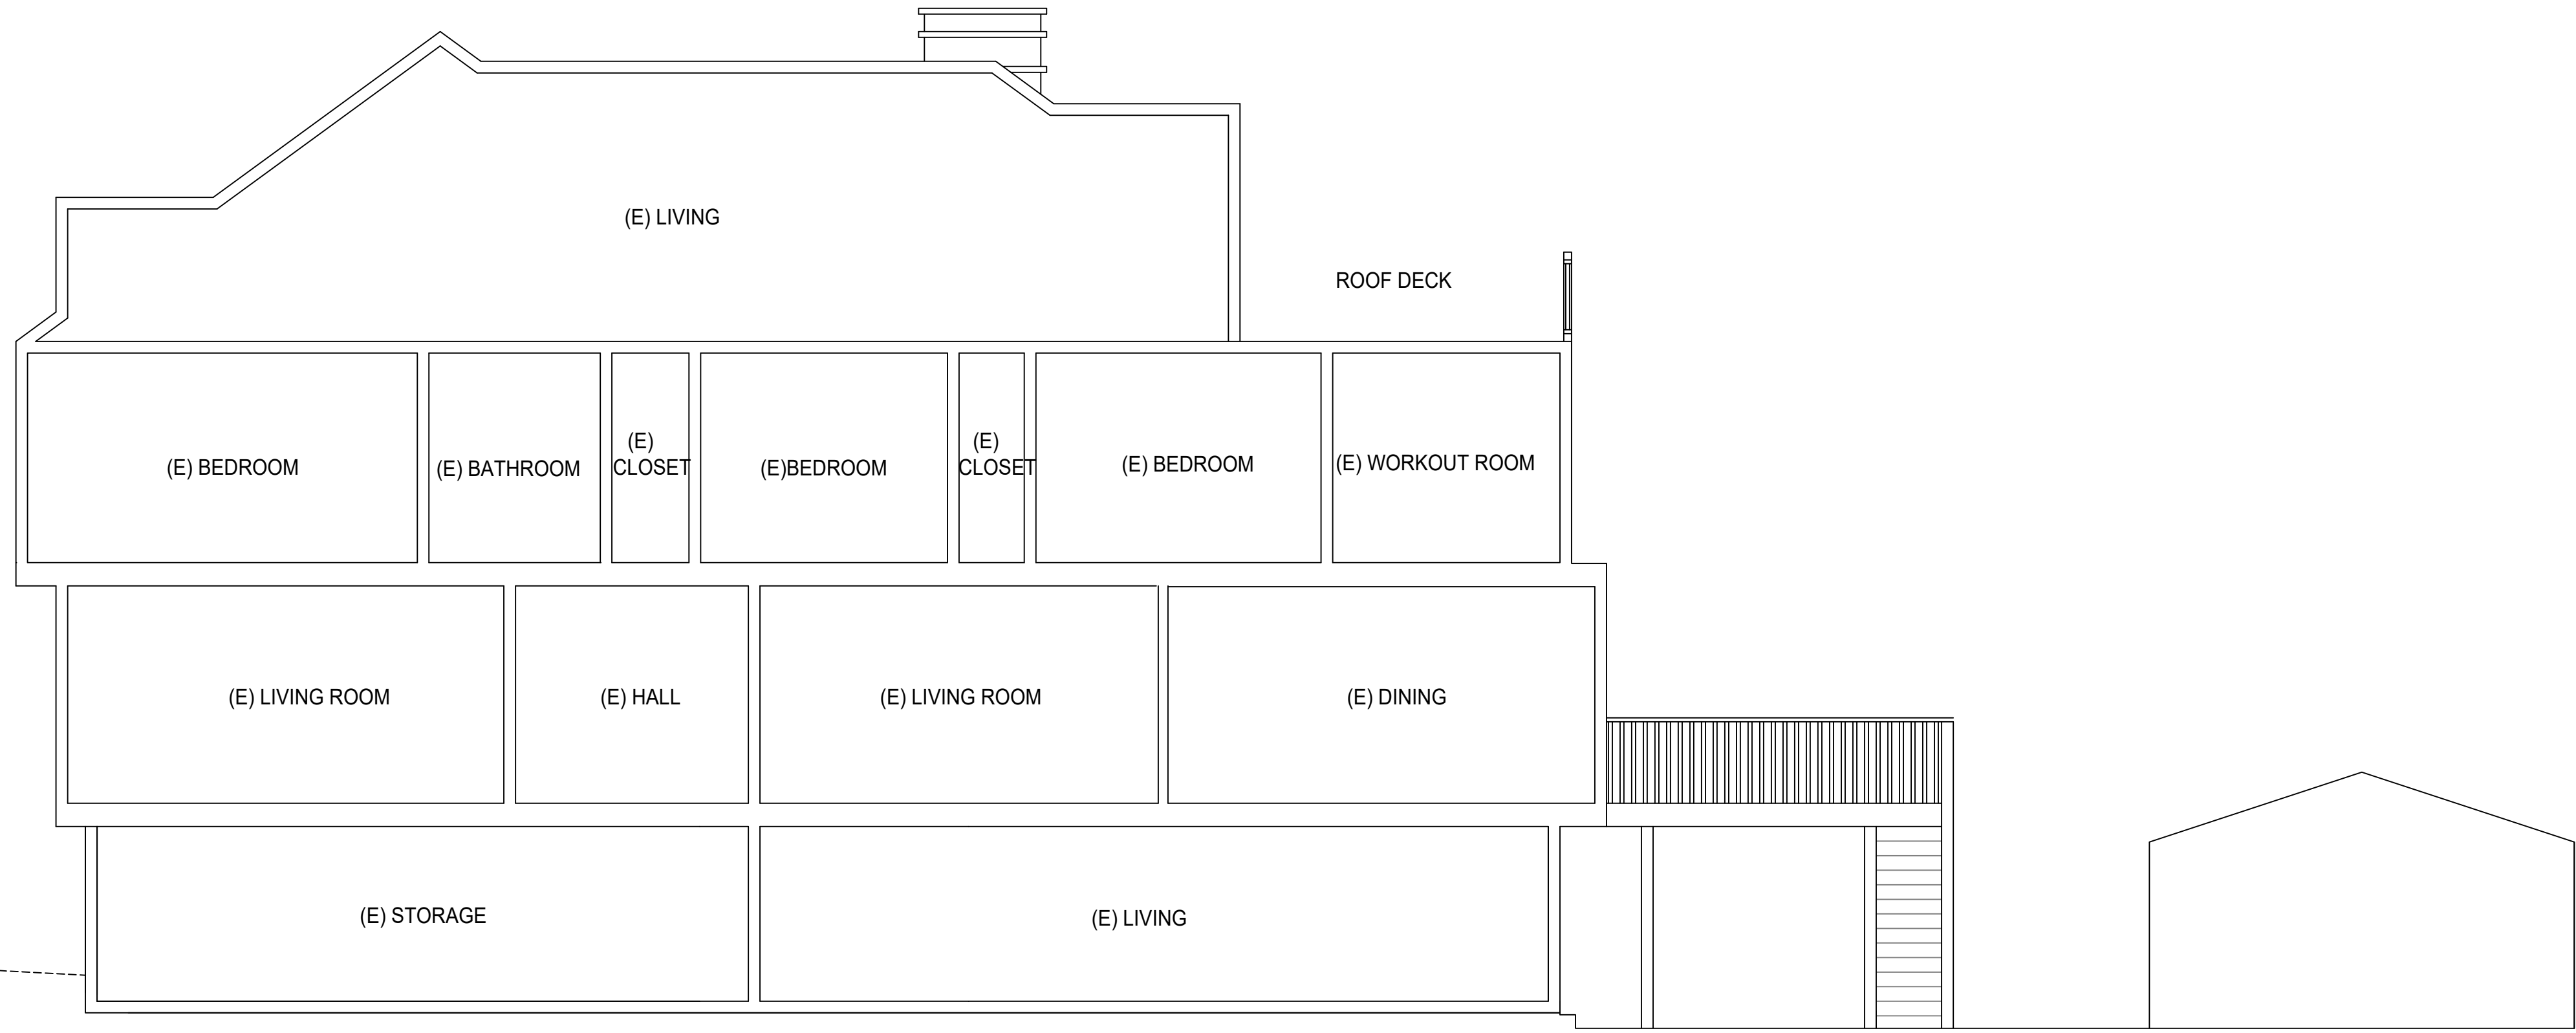 (E) LIVING
ROOF DECK
(E) BEDROOM
(E) BATHROOM
(E)
CLOSET
(E)BEDROOM
(E)
CLOSET
(E) BEDROOM
(E) WORKOUT ROOM
(E) LIVING ROOM
(E) HALL
(E) LIVING ROOM
(E) DINING
(E) STORAGE
(E) LIVING